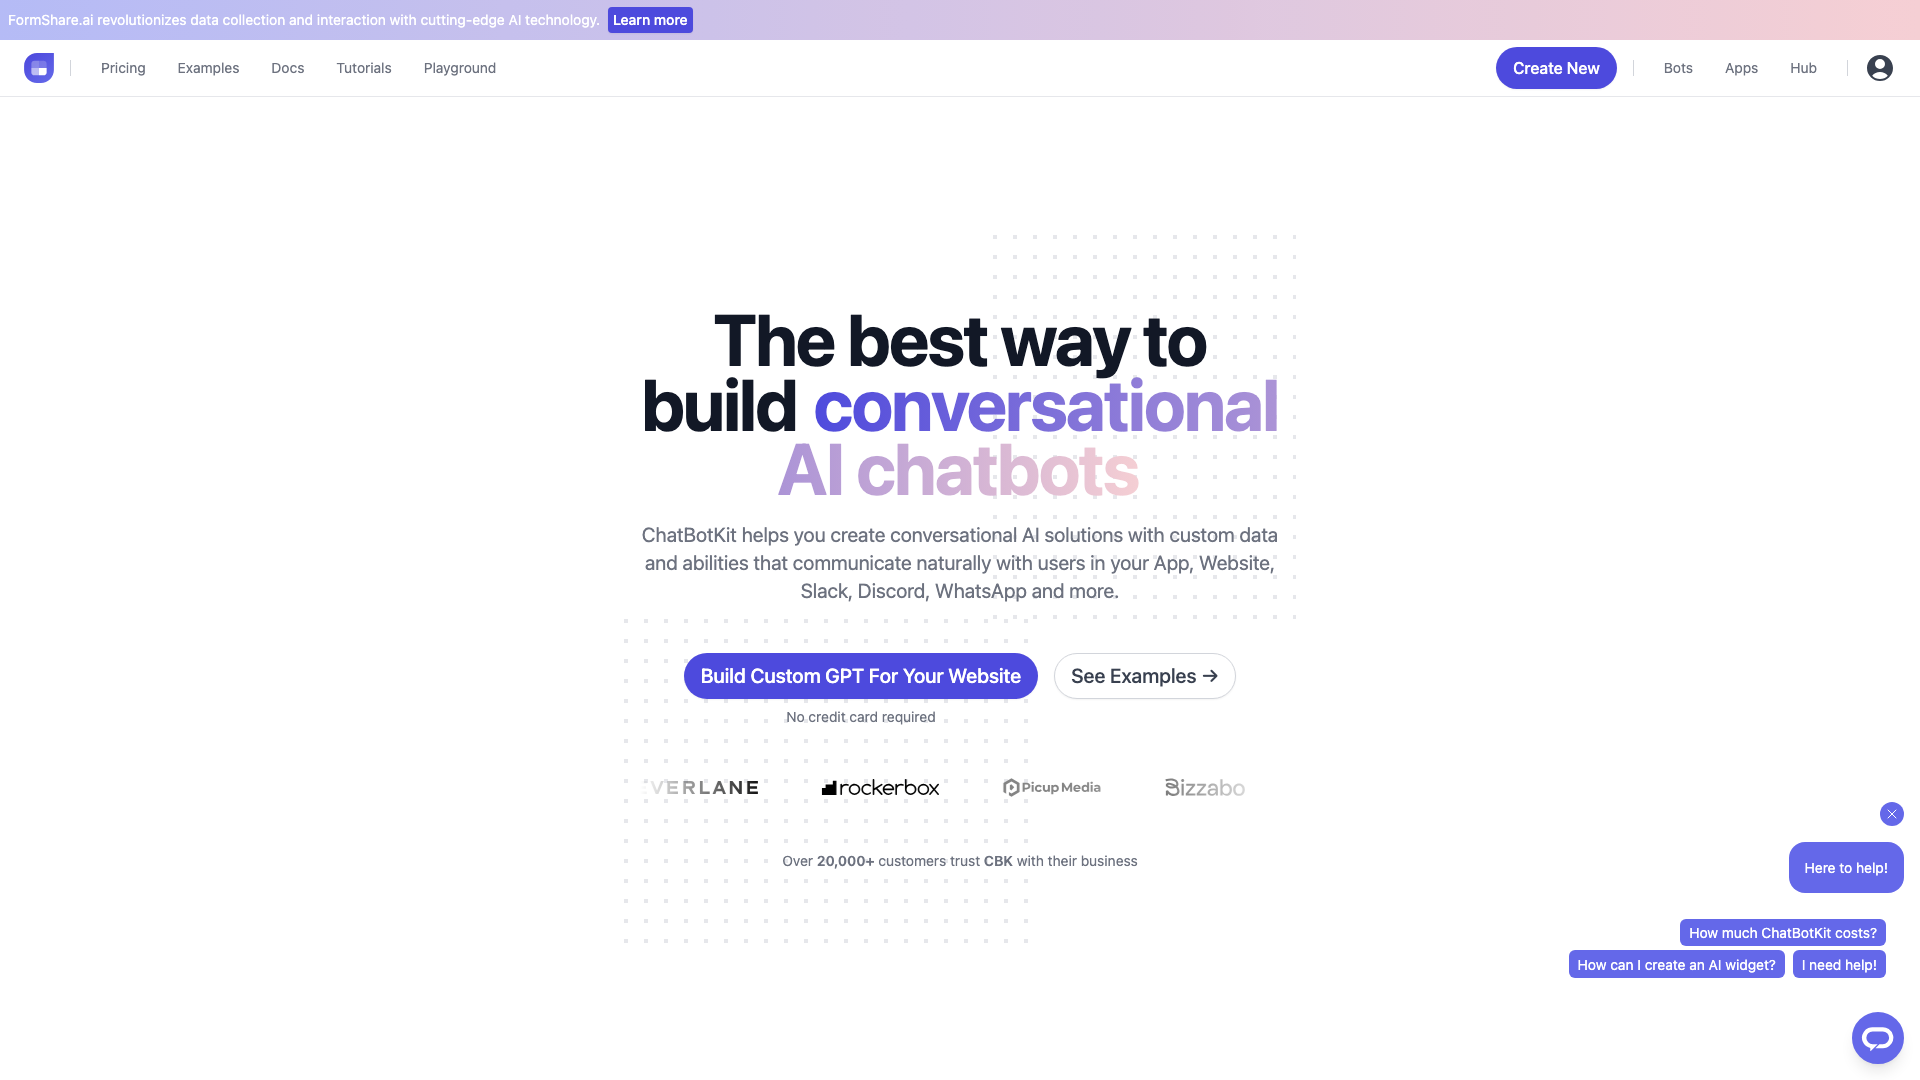 FormShare.ai revolutionizes data collection and interaction with cutting-edge AI technology. Learn more
Pricing Examples Docs Tutorials Playground Create New Bots Apps Hub
The best way to
build conversational
AI chatbots
ChatBotKit helps you create conversational AI solutions with custom data
and abilities that communicate naturally with users in your App, Website,
Slack, Discord, WhatsApp and more.
Build Custom GPT For Your Website See Examples →
No credit card required
EVERLANE rockerbox Picup Media Bizzabo
Over 20,000+ customers trust CBK with their business
Here to help!
How much ChatBotKit costs?
How can I create an AI widget? I need help!